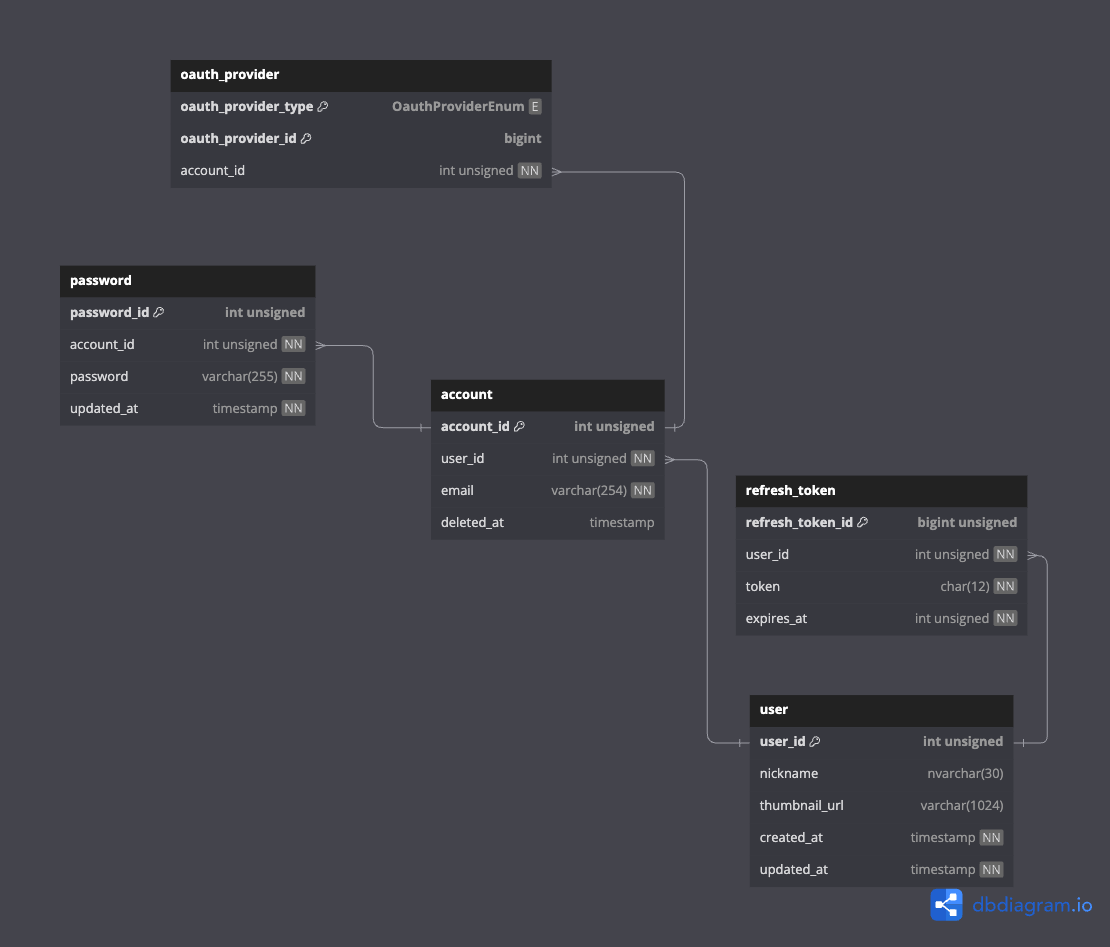 oauth_provider
oauth_provider_type OauthProviderEnum E
oauth_provider_id bigint
account_id int unsigned NN
password
password_id int unsigned
account_id int unsigned NN
password varchar(255) NN
updated_at timestamp NN
account
account_id int unsigned
user_id int unsigned NN
email varchar(254) NN
deleted_at timestamp
refresh_token
refresh_token_id bigint unsigned
user_id int unsigned NN
token char(12) NN
expires_at int unsigned NN
user
user_id int unsigned
nickname nvarchar(30)
thumbnail_url varchar(1024)
created_at timestamp NN
updated_at timestamp NN
dbdiagram.io